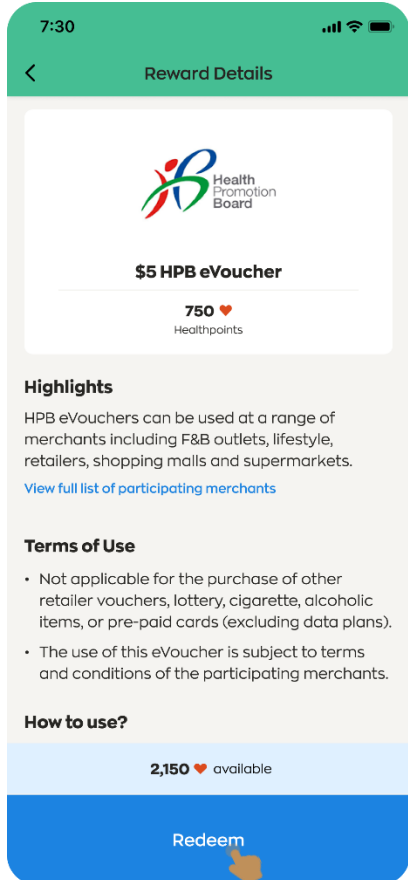 7:30
Reward Details
Health
Promotion
Board
$5 HPB eVoucher
750
Healthpoints
Highlights
HPB eVouchers can be used at a range of
merchants including F&B outlets, lifestyle,
retailers, shopping malls and supermarkets.
View full list of participating merchants
Terms of Use
• Not applicable for the purchase of other
retailer vouchers, lottery, cigarette, alcoholic
items, or pre-paid cards (excluding data plans).
• The use of this eVoucher is subject to terms
and conditions of the participating merchants.
How to use?
2,150 available
Redeem